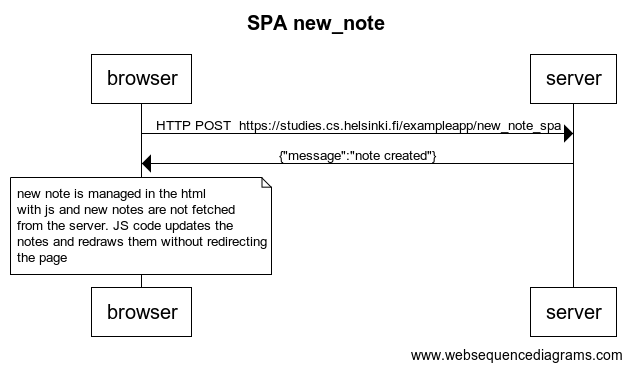 SPA new_note
browser
server
HTTP POST https://studies.cs.helsinki.fi/exampleapp/new_note_spa
{"message":"note created"}
new note is managed in the html
with js and new notes are not fetched
from the server. JS code updates the
notes and redraws them without redirecting
the page
browser
server
www.websequencediagrams.com